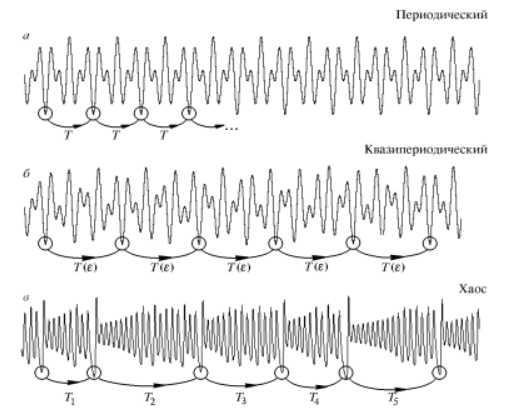 Периодический
а
T T T ...
Квазипериодический
б
T(ε) T(ε) T(ε) T(ε) T(ε)
Хаос
в
T1 T2 T3 T4 T5